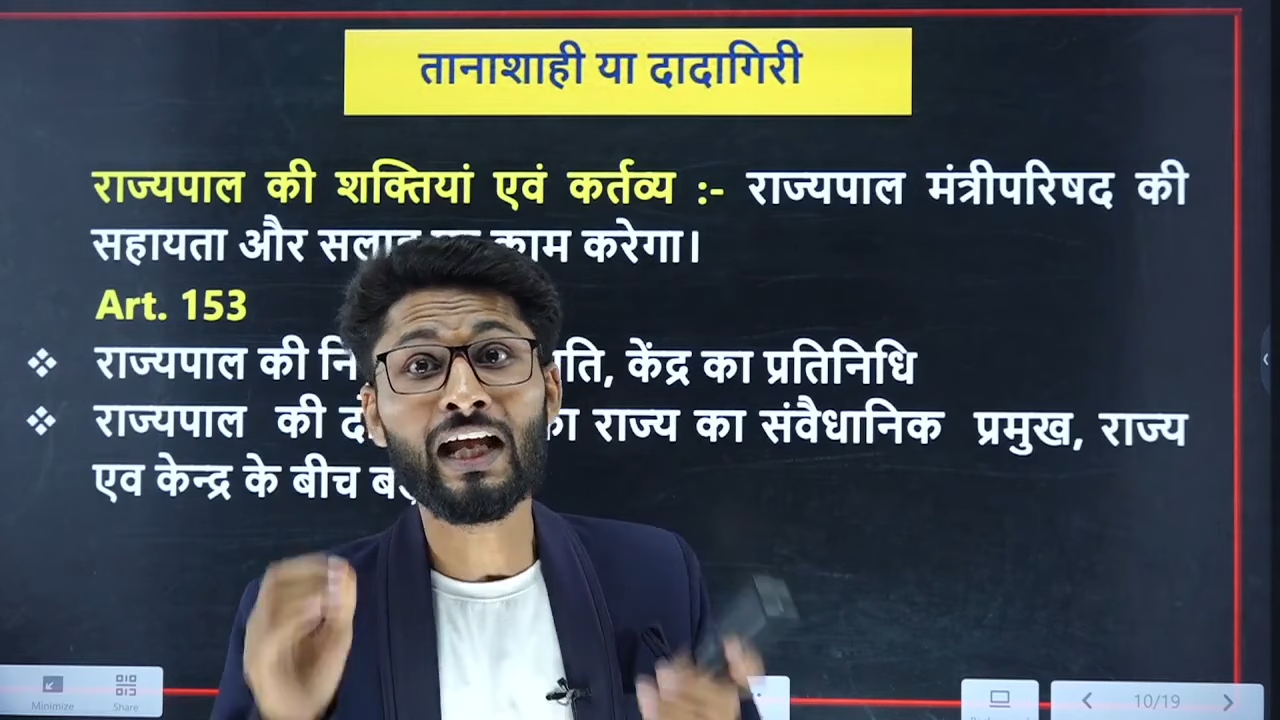 तानाशाही या दादागिरी
राज्यपाल की शक्तियां एवं कर्तव्य :- राज्यपाल मंत्रीपरिषद की
सहायता और काम करेगा।
Art. 153
❖ राज्यपाल की केंद्र का प्रतिनिधि
❖ राज्यपाल की राज्य का संवैधानिक प्रमुख, राज्य
एव केन्द्र के बीच
Minimize Share 10/19